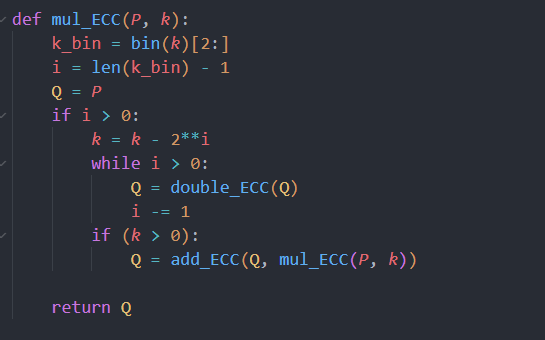 def mul_ECC(P, k):
    k_bin = bin(k)[2:]
    i = len(k_bin) - 1
    Q = P
    if i > 0:
        k = k - 2**i
        while i > 0:
            Q = double_ECC(Q)
            i -= 1
        if (k > 0):
            Q = add_ECC(Q, mul_ECC(P, k))
    return Q